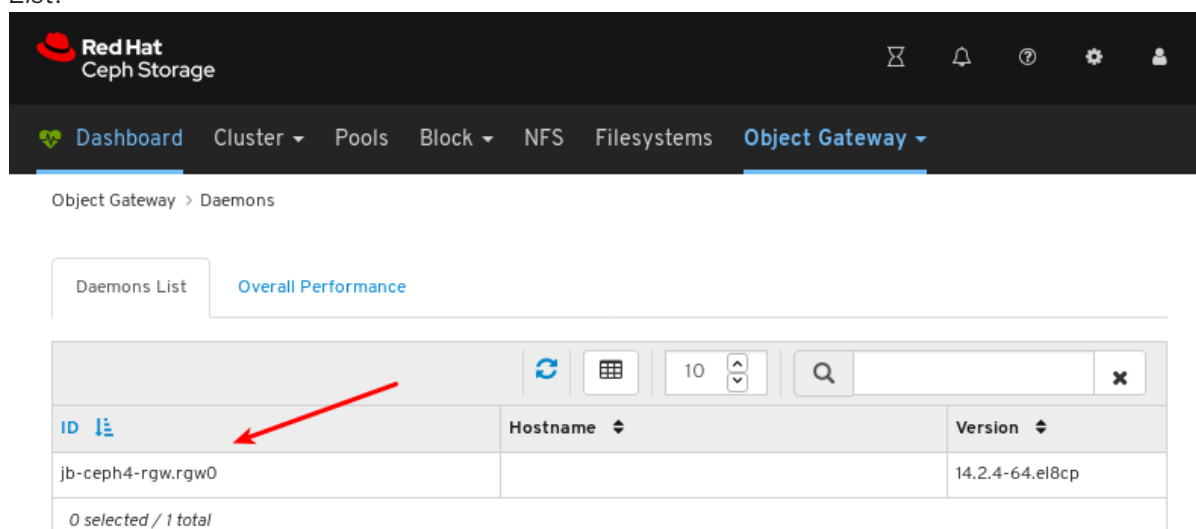 List.
Red Hat
Ceph Storage
Dashboard Cluster Pools Block NFS Filesystems Object Gateway
Object Gateway > Daemons
Daemons List Overall Performance
10
ID Hostname Version
jb-ceph4-rgw.rgw0 14.2.4-64.el8cp
0 selected / 1 total